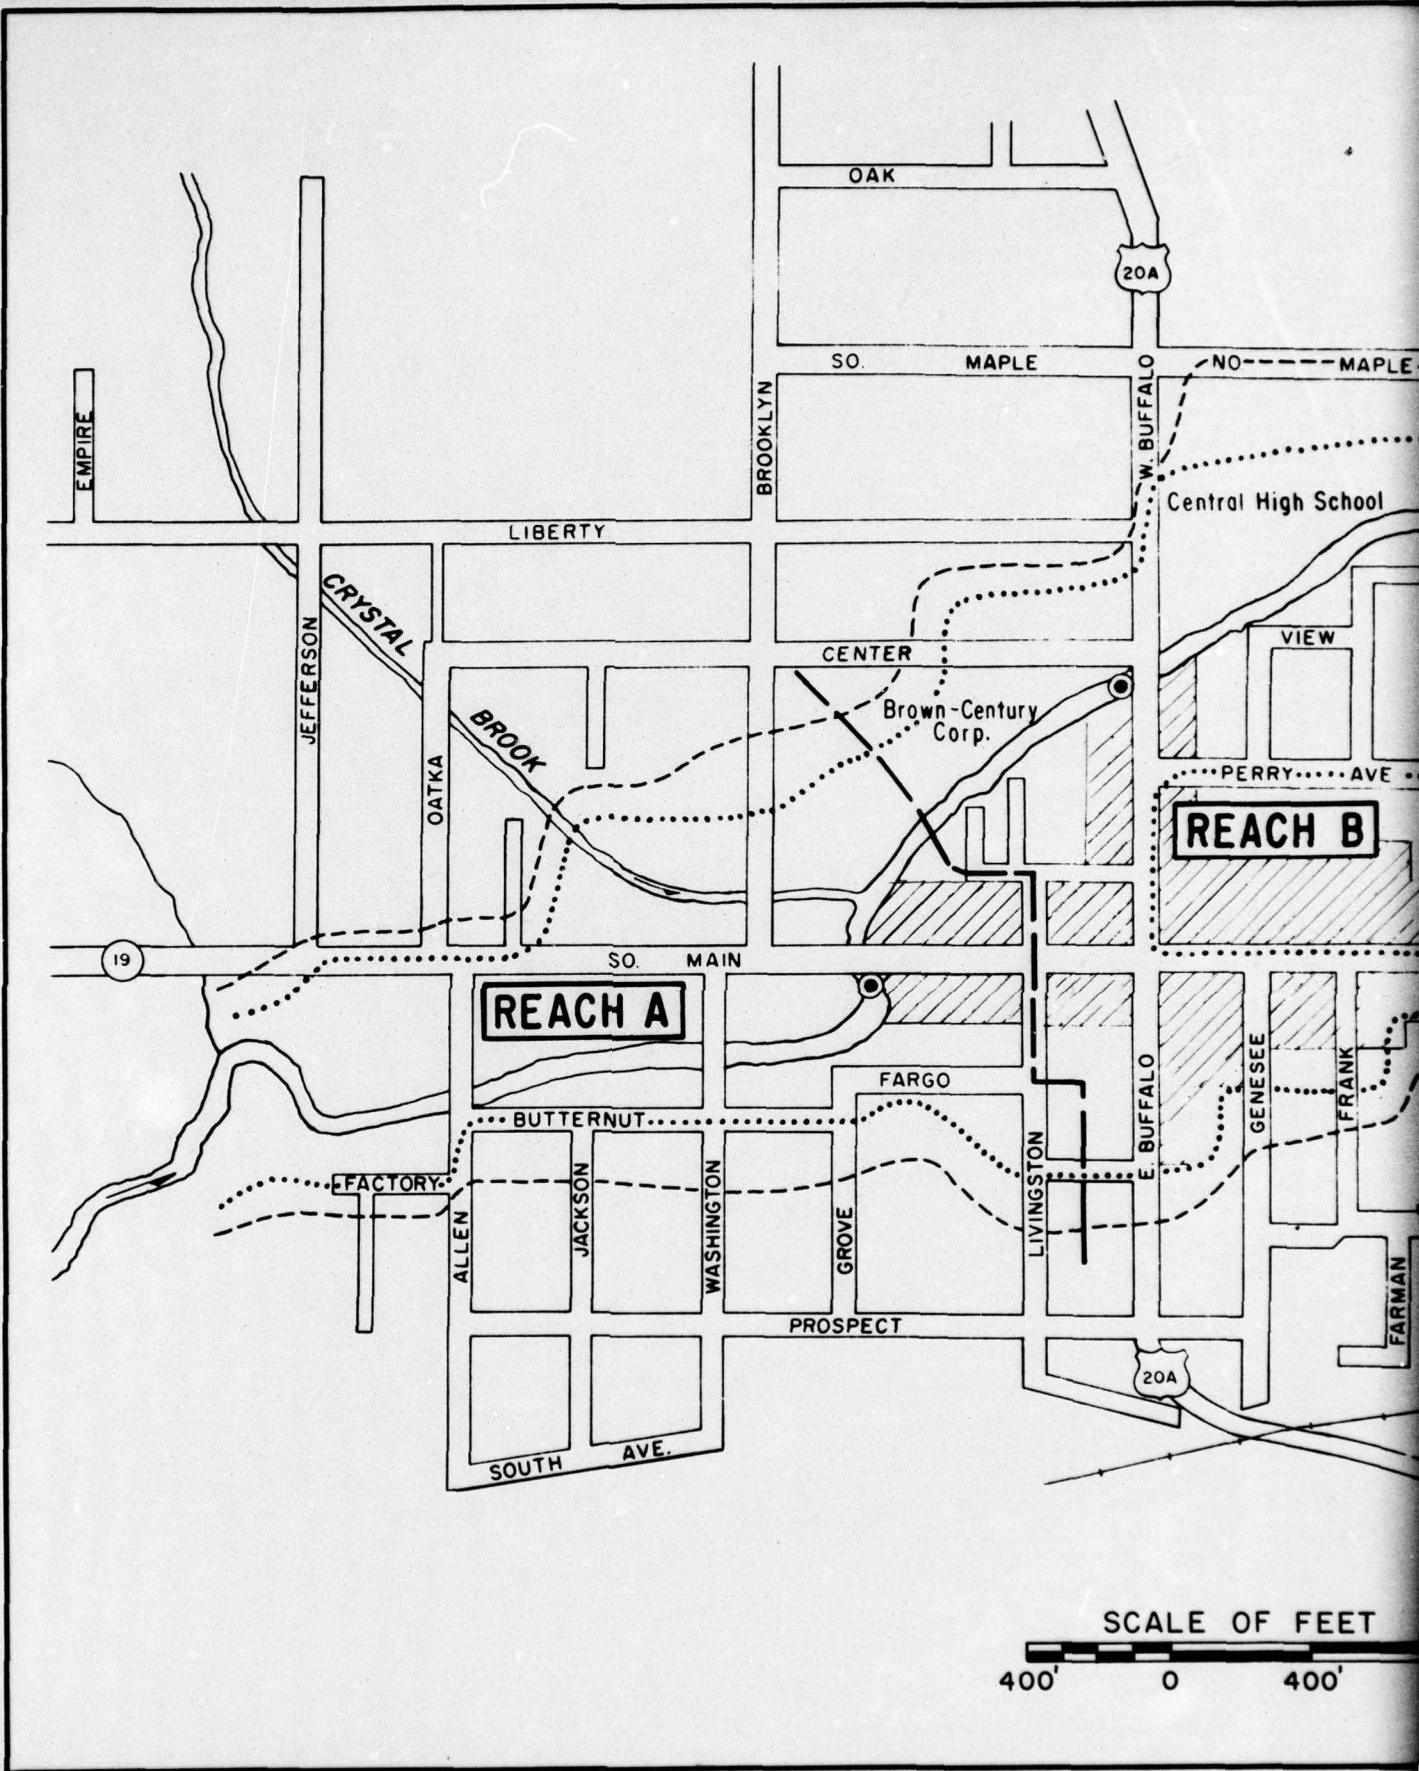 OAK
20A
SO. MAPLE
NO MAPLE
W. BUFFALO
BROOKLYN
EMPIRE
Central High School
LIBERTY
CRYSTAL
BROOK
JEFFERSON
VIEW
CENTER
Brown-Century
Corp.
OATKA
PERRY AVE
REACH B
19
SO. MAIN
REACH A
FARGO
BUTTERNUT
E. BUFFALO
GENESEE
FRANK
FACTORY
ALLEN
JACKSON
WASHINGTON
GROVE
LIVINGSTON
FARMAN
PROSPECT
20A
SOUTH AVE.
SCALE OF FEET
400' 0 400'